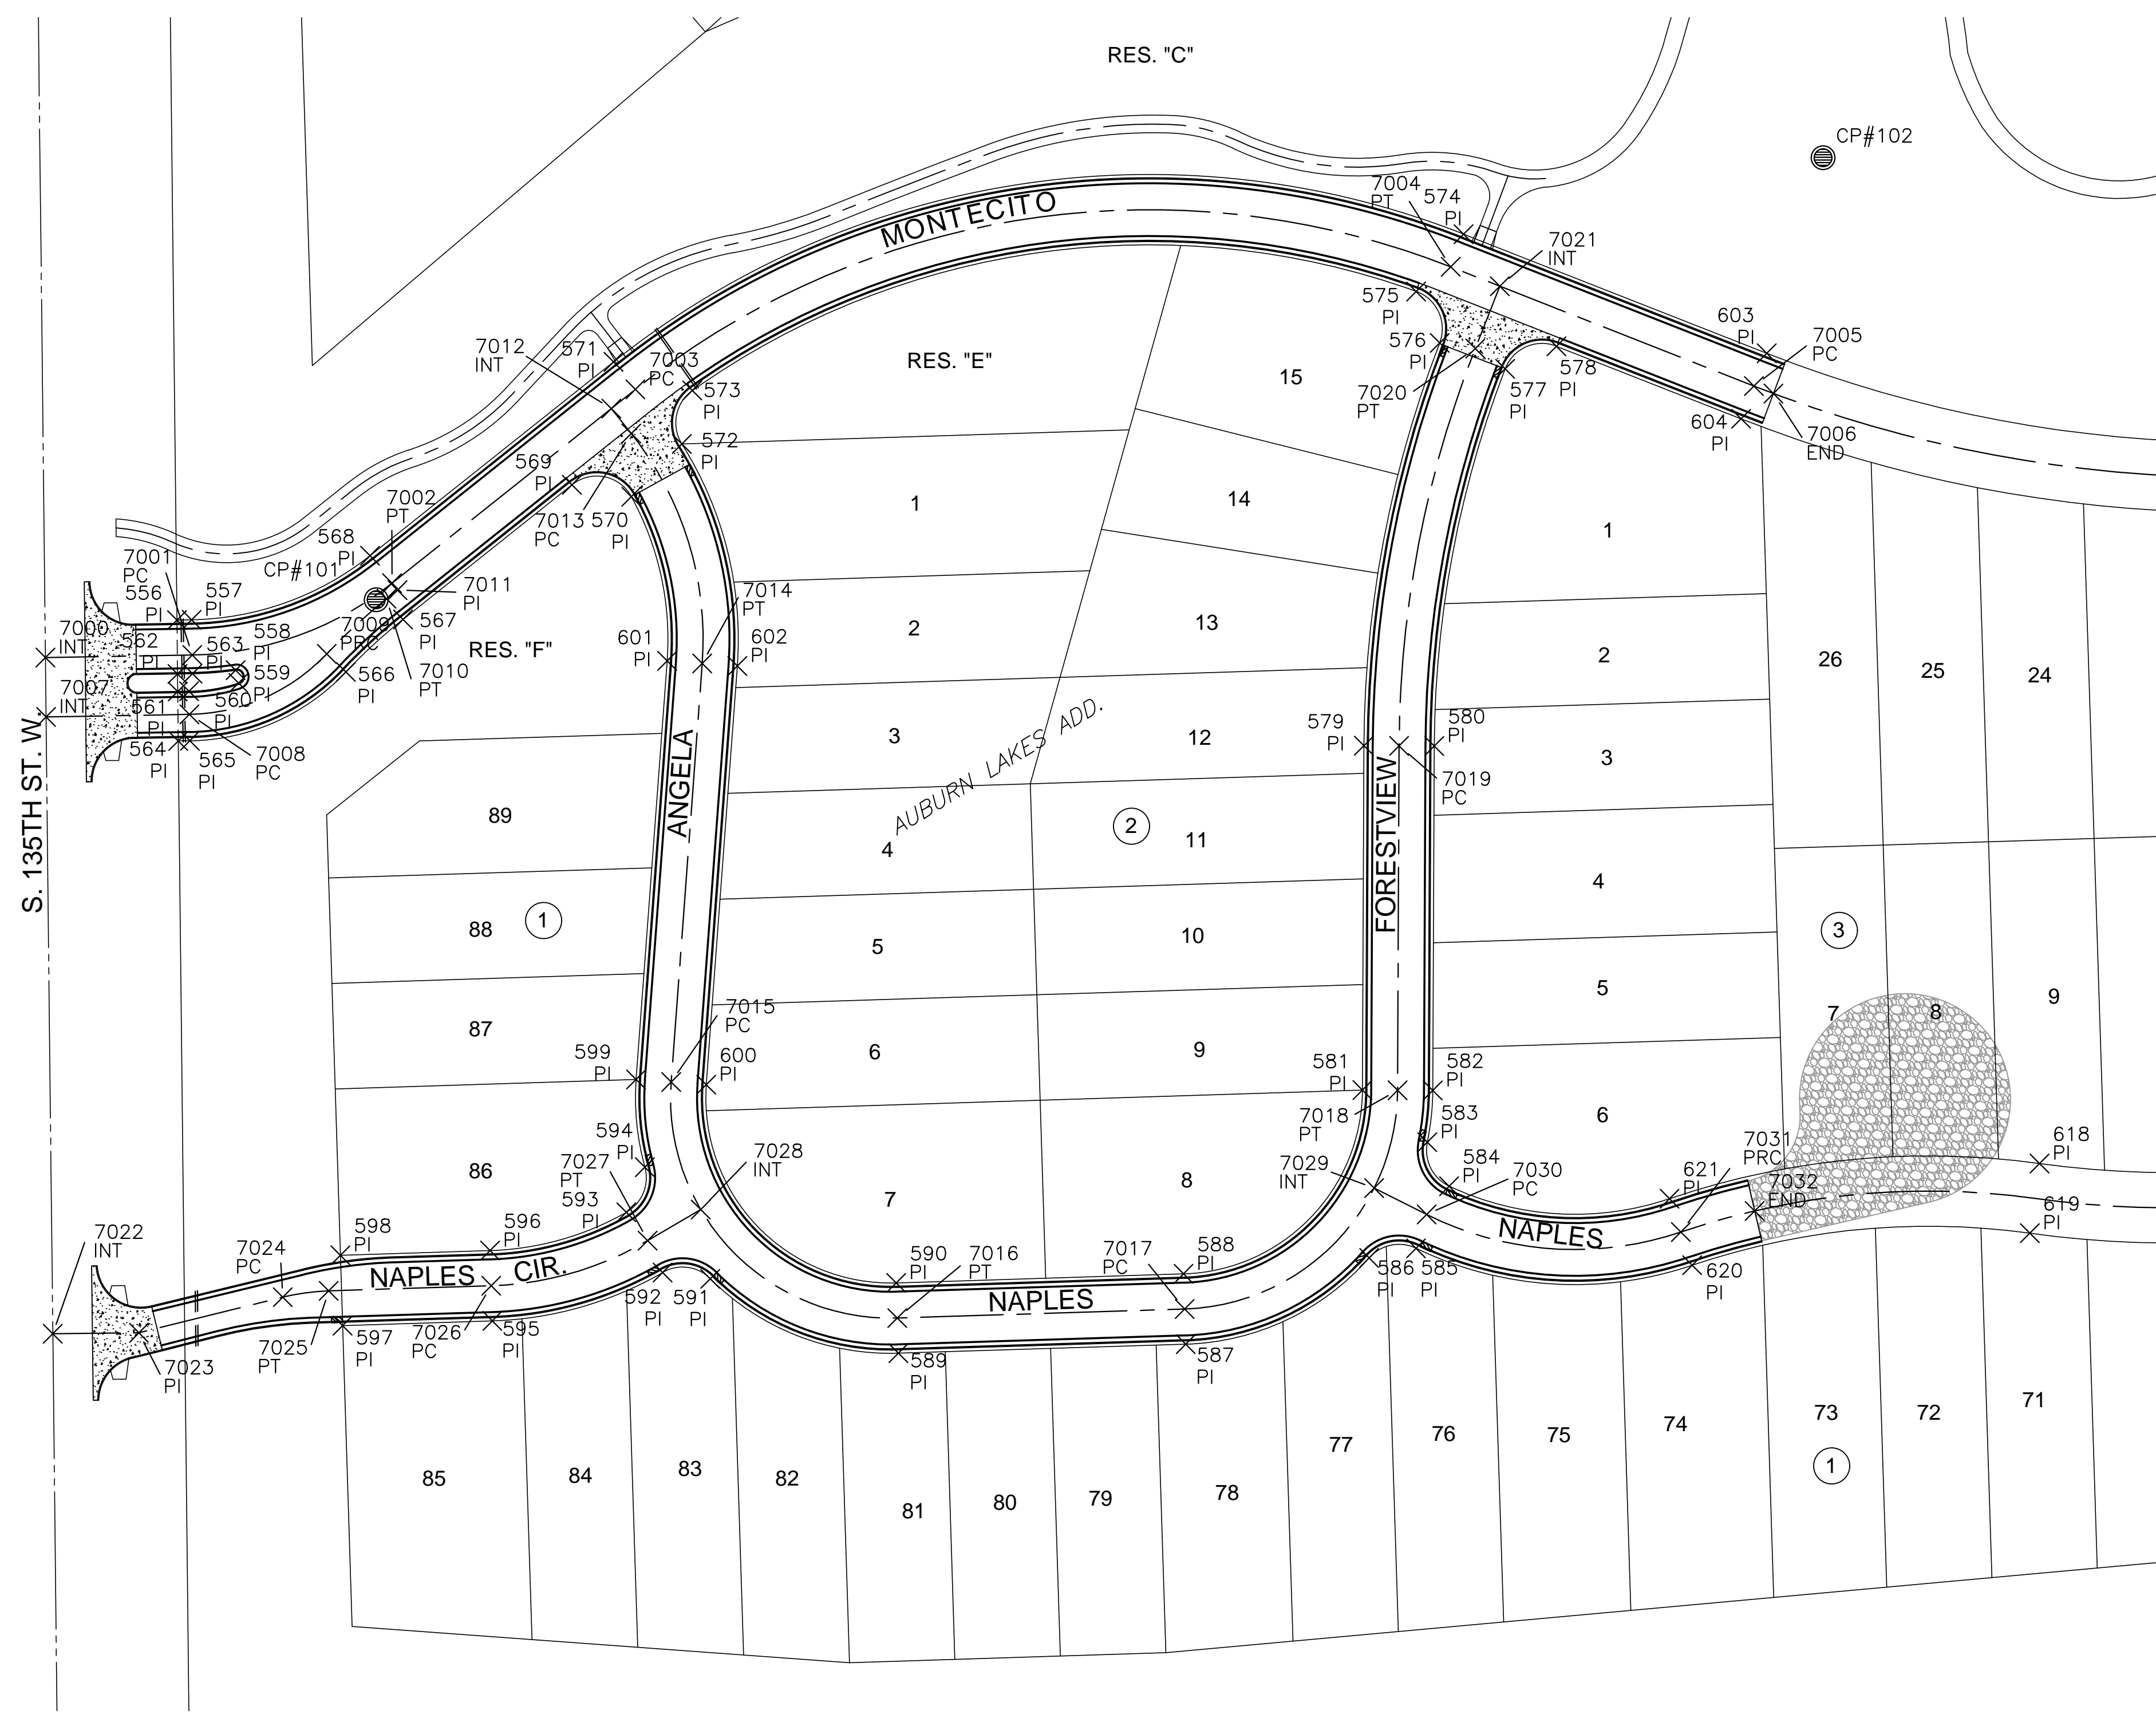 RES. "C"
CP#102
MONTECITO
7004
PT
574
PI
7021
INT
575
PI
576
PI
7020
PT
577
PI
578
PI
603
PI
7005
PC
604
PI
7006
END
7012
INT
571
PI
7003
PC
573
PI
572
PI
RES. "E"
15
14
13
12
11
10
9
8
569
PI
7013
PC
570
PI
7002
PT
568
PI
CP#101
7001
PC
556
PI
557
PI
7000
INT
562
PI
563
PI
558
PI
559
PI
560
PI
561
PI
7007
INT
564
PI
565
PI
7008
PC
7009
PRC
566
PI
567
PI
7010
PT
7011
PI
RES. "F"
S. 135TH ST. W.
601
PI
602
PI
7014
PT
ANGELA
1
2
3
4
5
6
7
AUBURN LAKES ADD.
2
579
PI
580
PI
7019
PC
FORESTVIEW
1
2
3
4
5
6
26
25
24
3
7
8
9
89
88
1
87
86
599
PI
600
PI
7015
PC
594
PI
7027
PT
593
PI
7028
INT
581
PI
582
PI
7018
PT
583
PI
7029
INT
584
PI
7030
PC
621
PI
7031
PRC
7032
END
618
PI
619
PI
620
PI
NAPLES
7022
INT
7023
PI
7024
PC
598
PI
596
PI
NAPLES CIR.
7025
PT
597
PI
7026
PC
595
PI
592
PI
591
PI
590
PI
7016
PT
7017
PC
588
PI
NAPLES
589
PI
587
PI
586
PI
585
PI
85
84
83
82
81
80
79
78
77
76
75
74
73
72
71
1